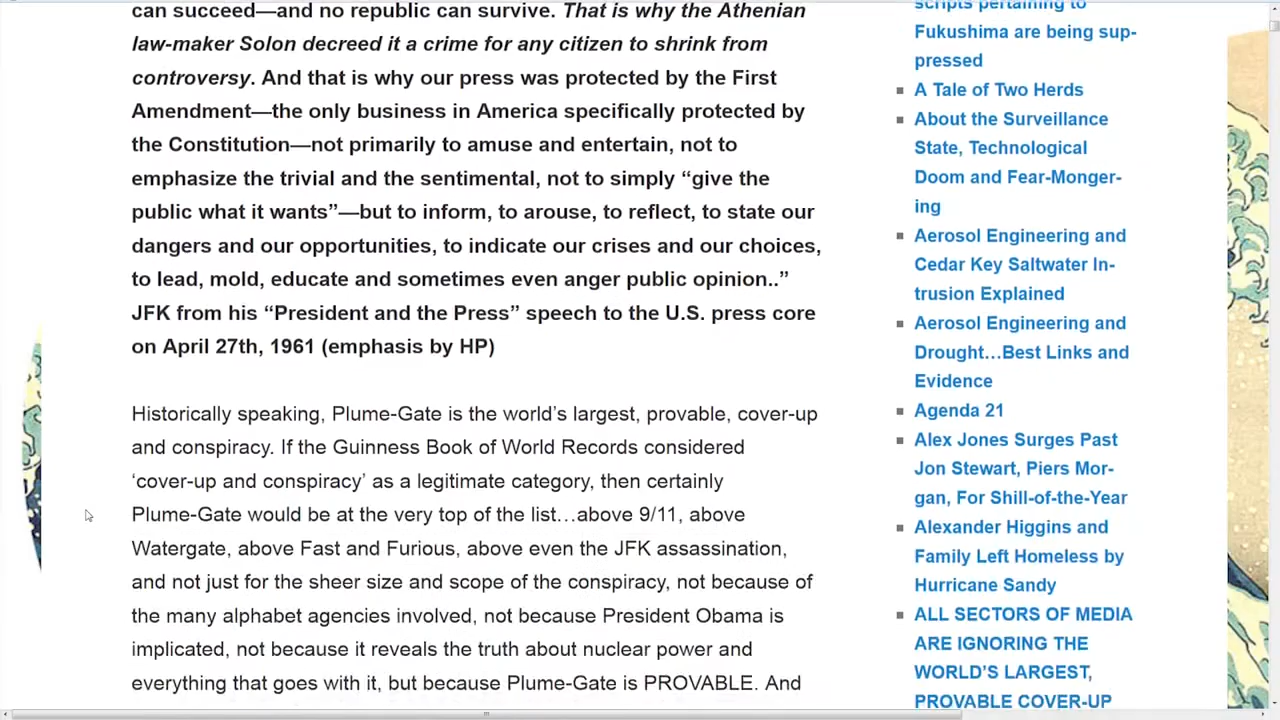 can succeed—and no republic can survive. That is why the Athenian
law-maker Solon decreed it a crime for any citizen to shrink from
controversy. And that is why our press was protected by the First
Amendment—the only business in America specifically protected by
the Constitution—not primarily to amuse and entertain, not to
emphasize the trivial and the sentimental, not to simply “give the
public what it wants”—but to inform, to arouse, to reflect, to state our
dangers and our opportunities, to indicate our crises and our choices,
to lead, mold, educate and sometimes even anger public opinion..”
JFK from his “President and the Press” speech to the U.S. press core
on April 27th, 1961 (emphasis by HP)
Historically speaking, Plume-Gate is the world’s largest, provable, cover-up
and conspiracy. If the Guinness Book of World Records considered
‘cover-up and conspiracy’ as a legitimate category, then certainly
Plume-Gate would be at the very top of the list…above 9/11, above
Watergate, above Fast and Furious, above even the JFK assassination,
and not just for the sheer size and scope of the conspiracy, not because of
the many alphabet agencies involved, not because President Obama is
implicated, not because it reveals the truth about nuclear power and
everything that goes with it, but because Plume-Gate is PROVABLE. And
scripts pertaining to
Fukushima are being sup-
pressed
A Tale of Two Herds
About the Surveillance
State, Technological
Doom and Fear-Monger-
ing
Aerosol Engineering and
Cedar Key Saltwater In-
trusion Explained
Aerosol Engineering and
Drought…Best Links and
Evidence
Agenda 21
Alex Jones Surges Past
Jon Stewart, Piers Mor-
gan, For Shill-of-the-Year
Alexander Higgins and
Family Left Homeless by
Hurricane Sandy
ALL SECTORS OF MEDIA
ARE IGNORING THE
WORLD’S LARGEST,
PROVABLE COVER-UP